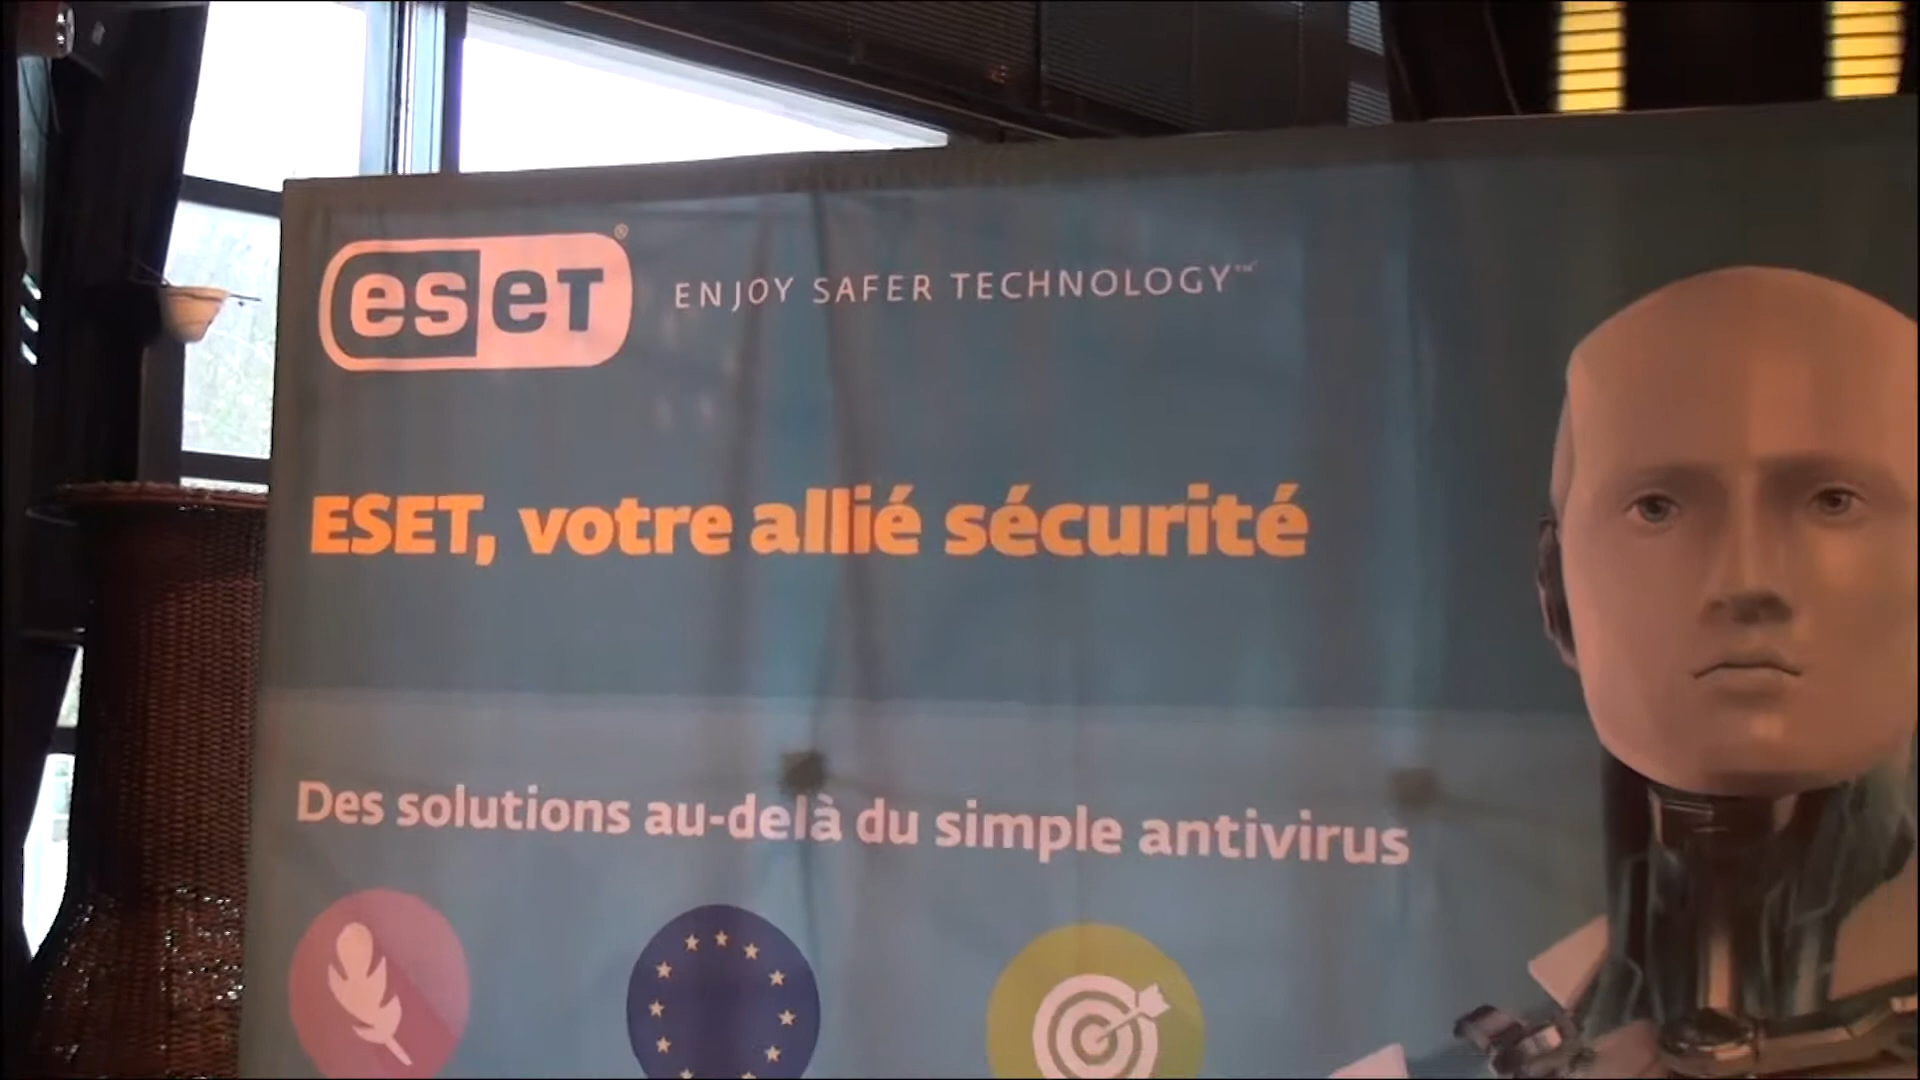 eset® ENJOY SAFER TECHNOLOGY™
ESET, votre allié sécurité
Des solutions au-delà du simple antivirus